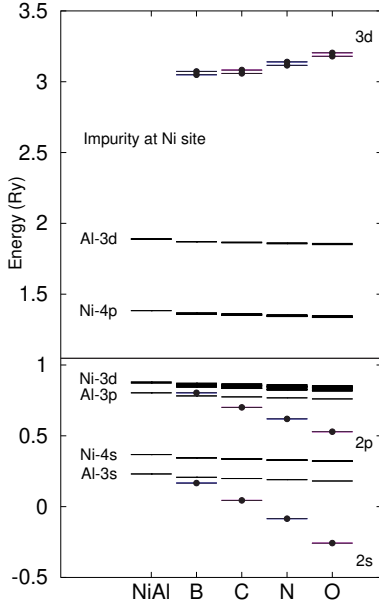 3.5
3d
3
Impurity at Ni site
2.5
Energy (Ry)
2
Al-3d
1.5
Ni-4p
1
Ni-3d
Al-3p
0.5
2p
Ni-4s
Al-3s
0
2s
-0.5
NiAl B C N O